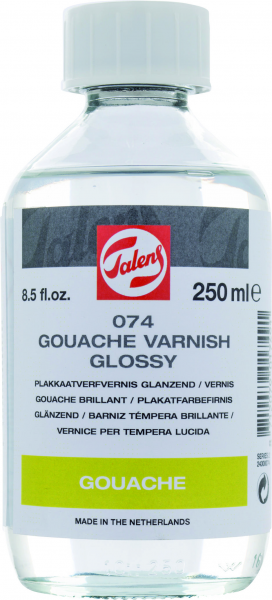 Talens
8.5 fl.oz. 250 ml e
074
GOUACHE VARNISH
GLOSSY
PLAKKAATVERFVERNIS GLANZEND / VERNIS
GOUACHE BRILLANT / PLAKATFARBEFIRNIS
GLÄNZEND / BARNIZ TÉMPERA BRILLANTE /
VERNICE PER TEMPERA LUCIDA
GOUACHE
MADE IN THE NETHERLANDS